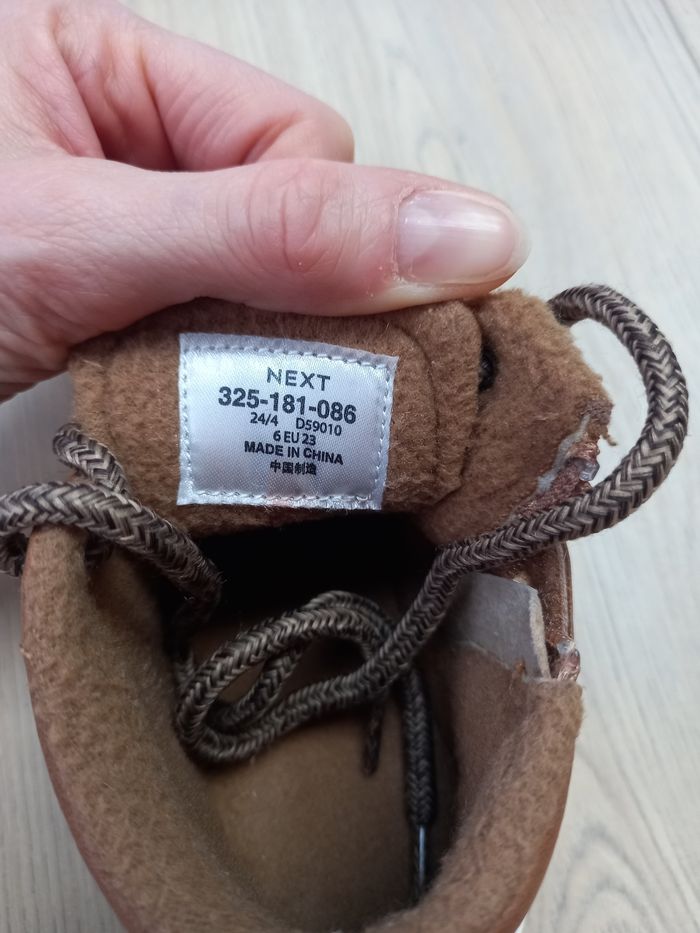 NEXT
325-181-086
24/4 D59010
6 EU 23
MADE IN CHINA
中国制造